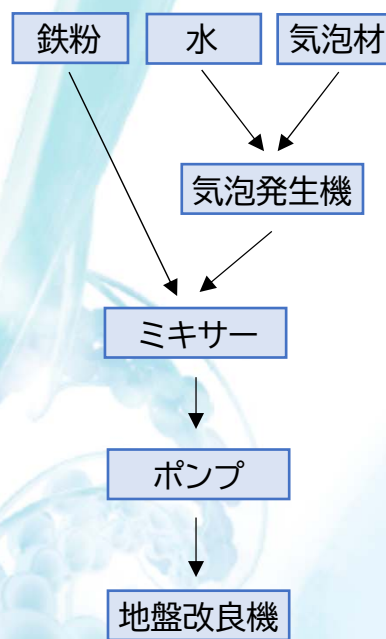 鉄粉
水
気泡材
気泡発生機
ミキサー
ポンプ
地盤改良機